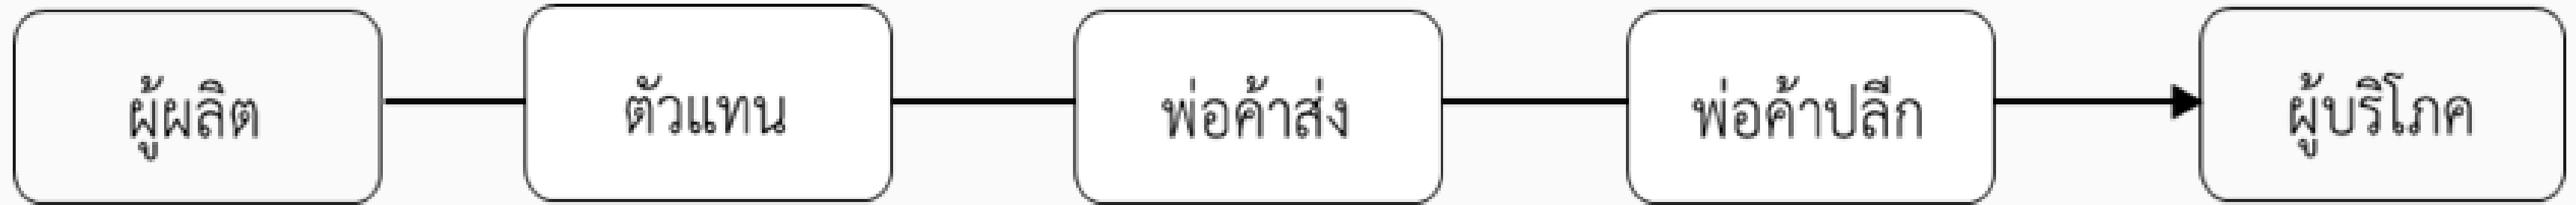 ผู้ผลิต ตัวแทน พ่อค้าส่ง พ่อค้าปลีก ผู้บริโภค